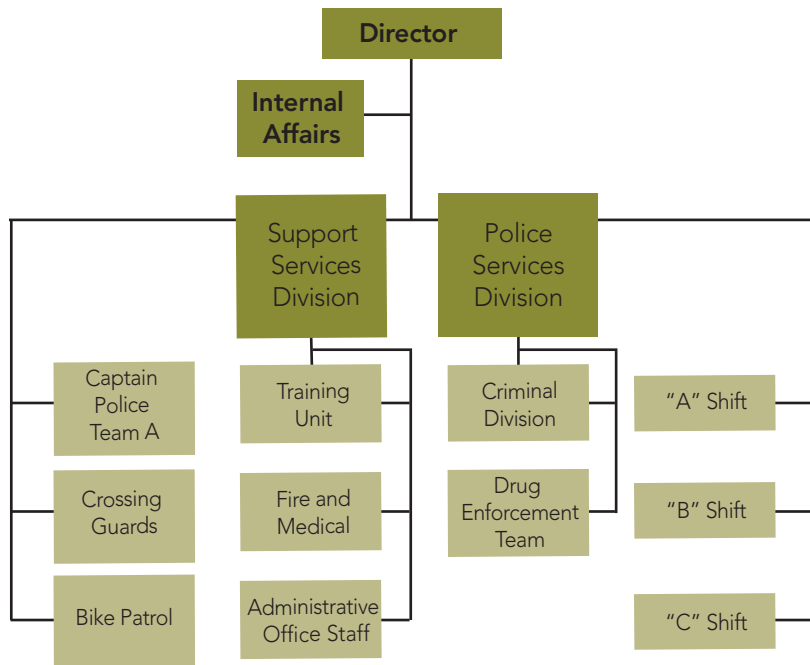 Director
Internal
Affairs
Support
Services
Division
Police
Services
Division
Captain
Police
Team A
Training
Unit
Criminal
Division
“A” Shift
Crossing
Guards
Fire and
Medical
Drug
Enforcement
Team
“B” Shift
Bike Patrol
Administrative
Office Staff
“C” Shift